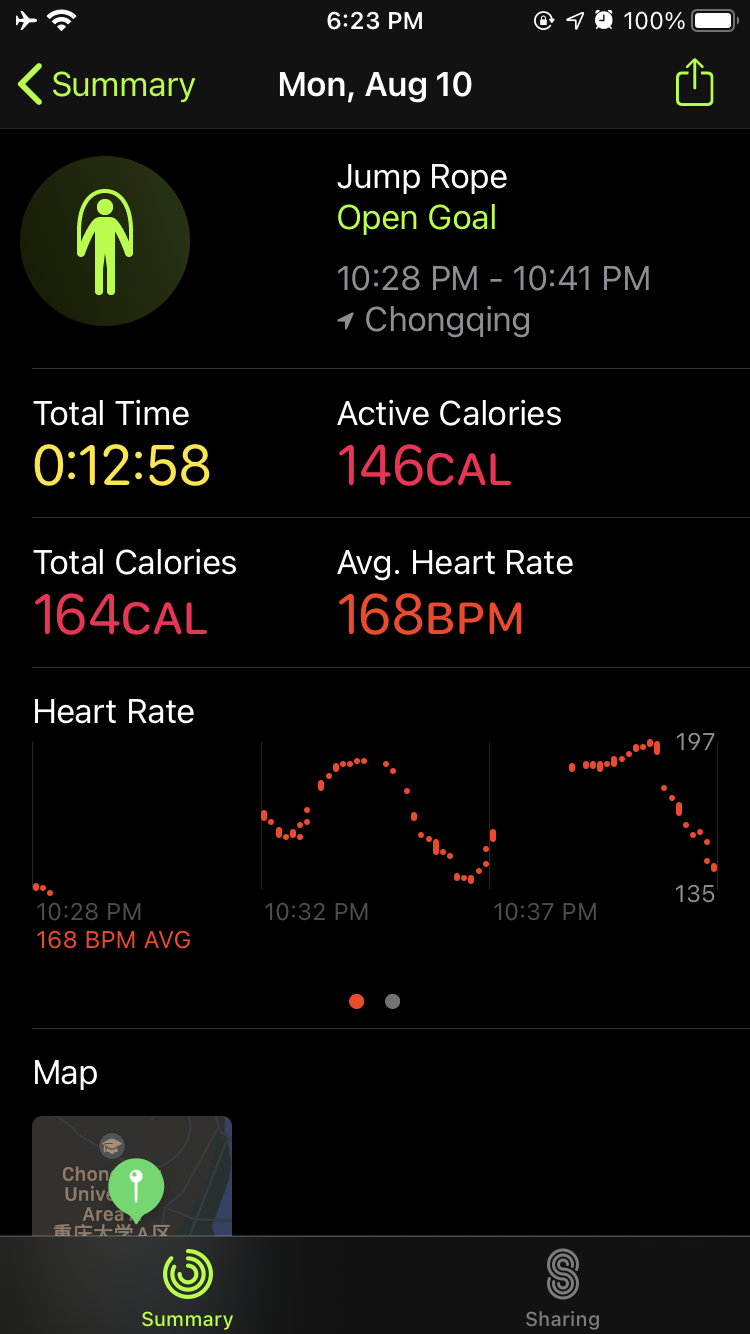 6:23 PM
100%
Summary
Mon, Aug 10
Jump Rope
Open Goal
10:28 PM - 10:41 PM
Chongqing
Total Time
Active Calories
0:12:58
146CAL
Total Calories
Avg. Heart Rate
164CAL
168BPM
Heart Rate
197
135
10:28 PM
10:32 PM
10:37 PM
168 BPM AVG
Map
Chon
Unive
Area
重庆大学A区
Summary
Sharing